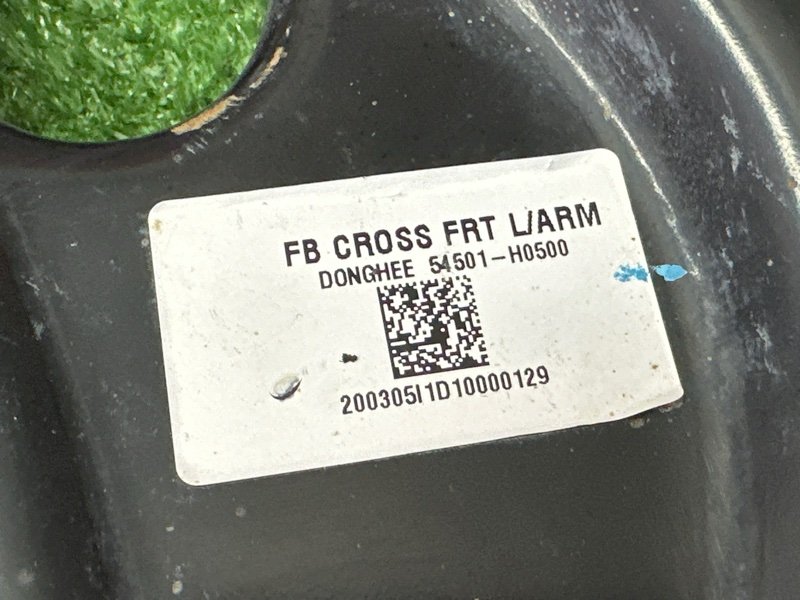 FB CROSS FRT L/ARM
DONGHEE 54501-H0500
200305I1D10000129